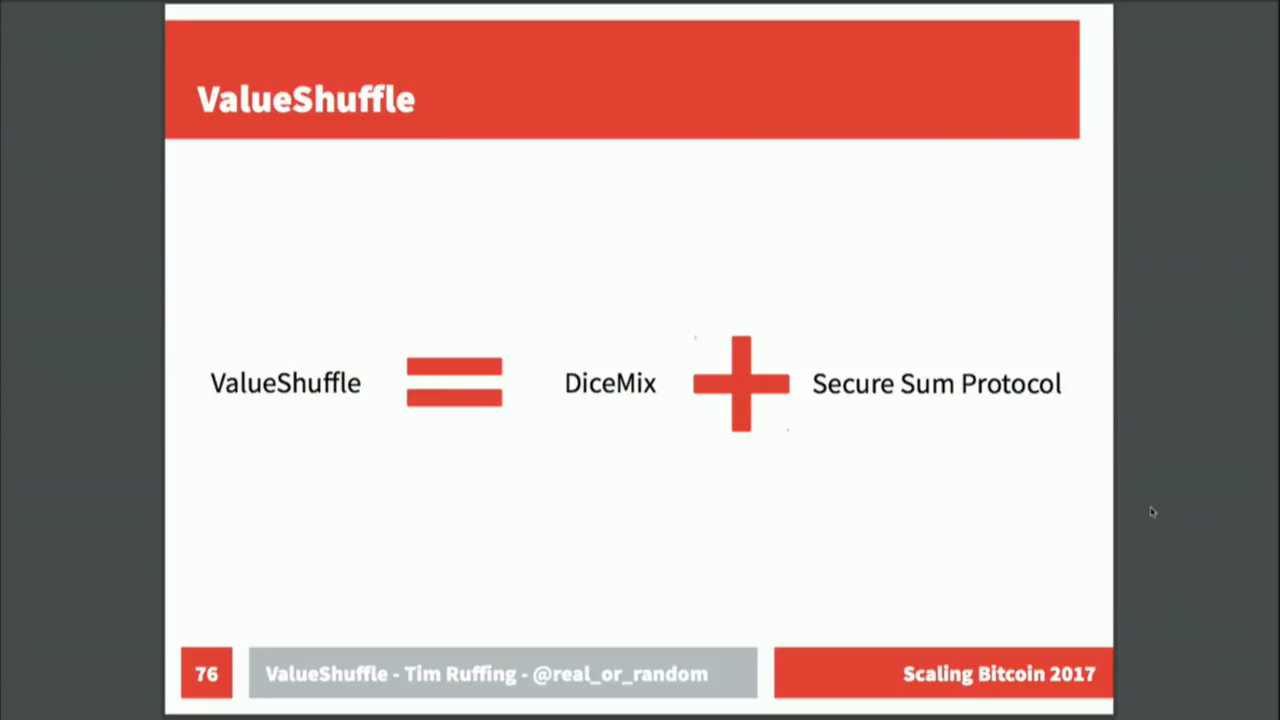 ValueShuffle
ValueShuffle = DiceMix + Secure Sum Protocol
76
ValueShuffle - Tim Ruffing - @real_or_random
Scaling Bitcoin 2017